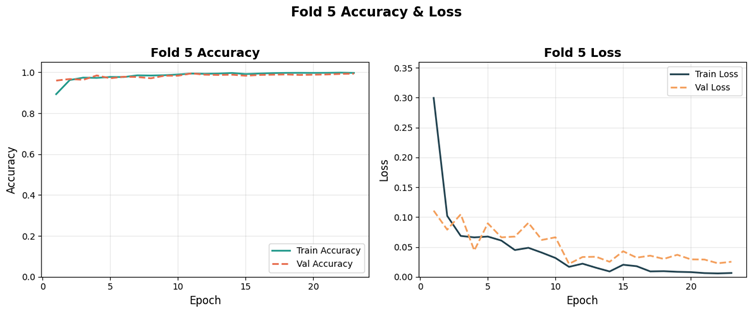 Fold 5 Accuracy & Loss
Fold 5 Accuracy
Accuracy
1.0
0.8
0.6
0.4
0.2
0.0
0
5
10
15
20
Epoch
Train Accuracy
Val Accuracy
Fold 5 Loss
Loss
0.35
0.30
0.25
0.20
0.15
0.10
0.05
0.00
0
5
10
15
20
Epoch
Train Loss
Val Loss